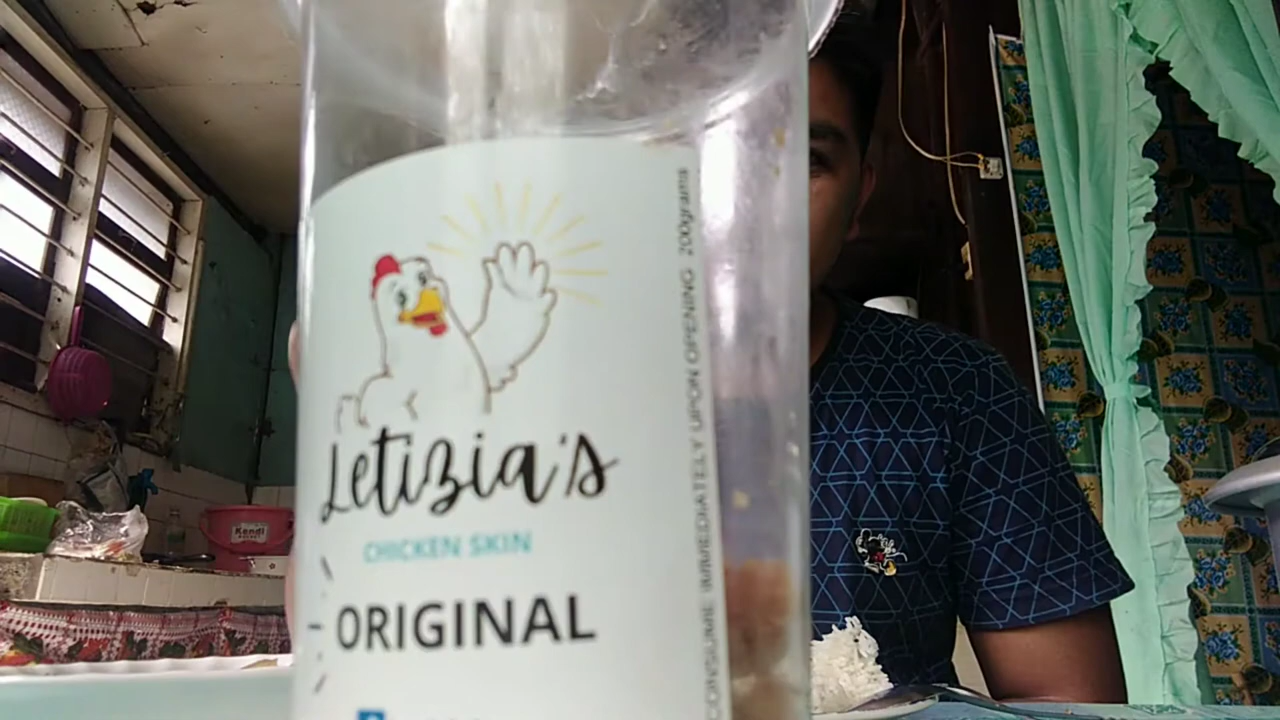 Letizia's
CHICKEN SKIN
ORIGINAL
CONSUME IMMEDIATELY UPON OPENING 200grams
Kendi